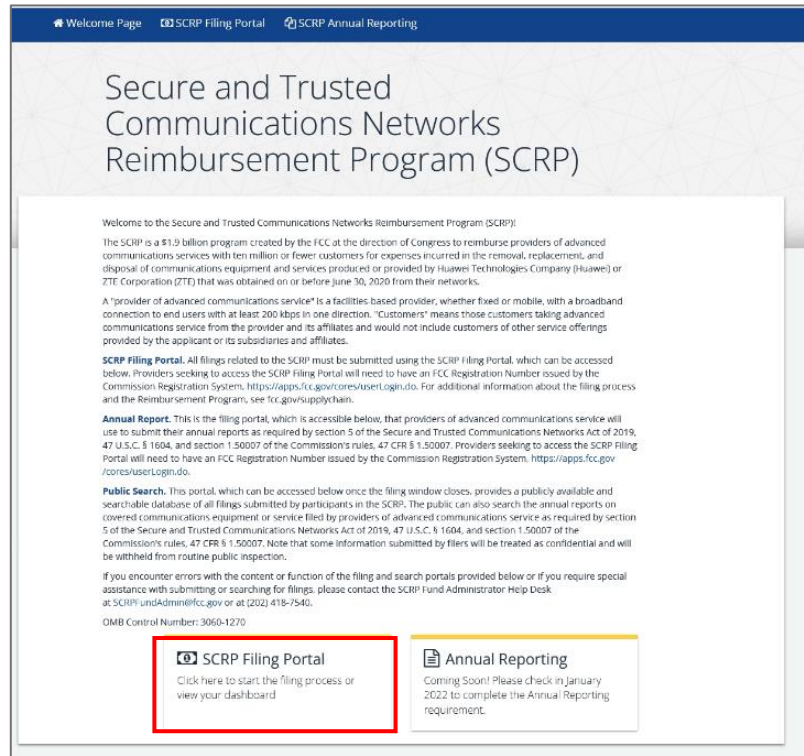 Welcome Page SCRP Filing Portal SCRP Annual Reporting
Secure and Trusted
Communications Networks
Reimbursement Program (SCRP)
Welcome to the Secure and Trusted Communications Networks Reimbursement Program (SCRP)!
The SCRP is a $1.9 billion program created by the FCC at the direction of Congress to reimburse providers of advanced
communications services with ten million or fewer customers for expenses incurred in the removal, replacement, and
disposal of communications equipment and services produced or provided by Huawei Technologies Company (Huawei) or
ZTE Corporation (ZTE) that was obtained on or before June 30, 2020 from their networks.
A "provider of advanced communications service" is a facilities-based provider, whether fixed or mobile, with a broadband
connection to end users with at least 200 kbps in one direction. "Customers" means those customers taking advanced
communications service from the provider and its affiliates and would not include customers of other service offerings
provided by the applicant or its subsidiaries and affiliates.
SCRP Filing Portal. All filings related to the SCRP must be submitted using the SCRP Filing Portal, which can be accessed
below. Providers seeking to access the SCRP Filing Portal will need to have an FCC Registration Number issued by the
Commission Registration System, https://apps.fcc.gov/cores/userLogin.do. For additional information about the filing process
and the Reimbursement Program, see fcc.gov/supplychain.
Annual Report. This is the filing portal, which is accessible below, that providers of advanced communications service will
use to submit their annual reports as required by section 5 of the Secure and Trusted Communications Networks Act of 2019,
47 U.S.C. § 1604, and section 1.50007 of the Commission's rules, 47 CFR § 1.50007. Providers seeking to access the SCRP Filing
Portal will need to have an FCC Registration Number issued by the Commission Registration System, https://apps.fcc.gov
/cores/userLogin.do.
Public Search. This portal, which can be accessed below once the filing window closes, provides a publicly available and
searchable database of all filings submitted by participants in the SCRP. The public can also search the annual reports on
covered communications equipment or service filed by providers of advanced communications service as required by section
5 of the Secure and Trusted Communications Networks Act of 2019, 47 U.S.C. § 1604, and section 1.50007 of the
Commission's rules, 47 CFR § 1.50007. Note that some information submitted by filers will be treated as confidential and will
be withheld from routine public inspection.
If you encounter errors with the content or function of the filing and search portals provided below or if you require special
assistance with submitting or searching for filings, please contact the SCRP Fund Administrator Help Desk
at SCRPFundAdmin@fcc.gov or at (202) 418-7540.
OMB Control Number: 3060-1270
SCRP Filing Portal
Click here to start the filing process or
view your dashboard
Annual Reporting
Coming Soon! Please check in January
2022 to complete the Annual Reporting
requirement.